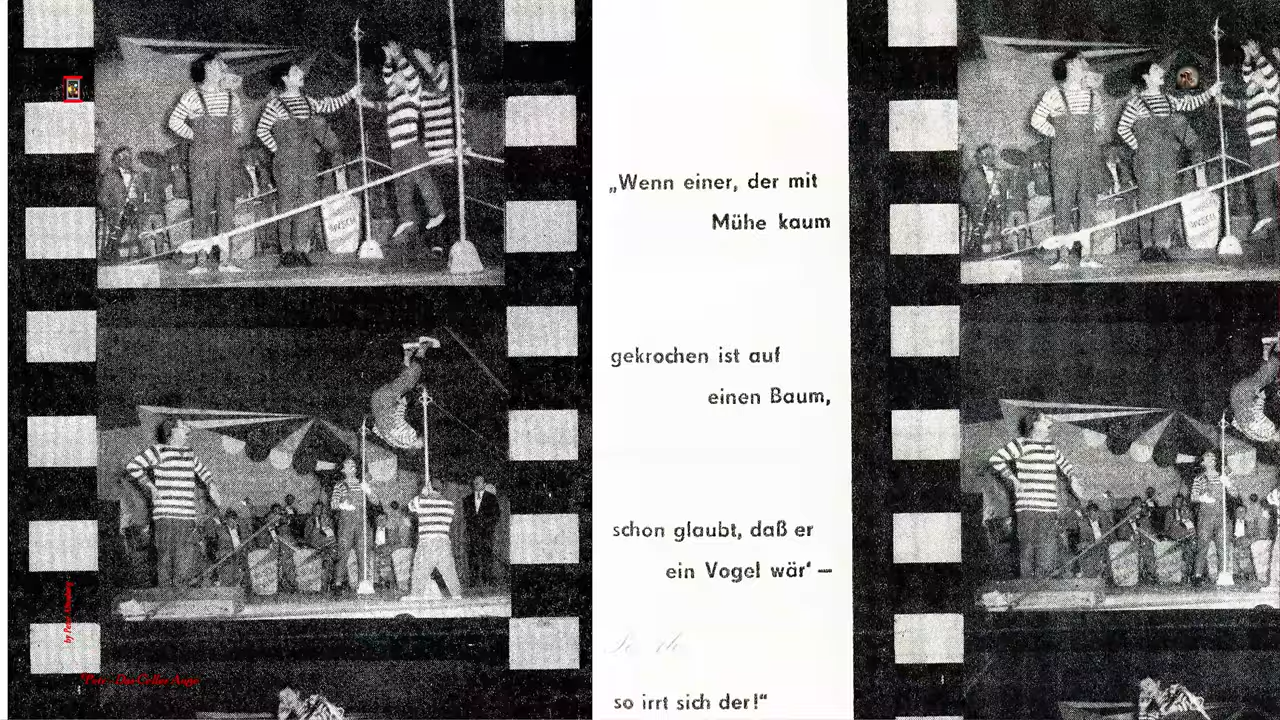 „Wenn einer, der mit
Mühe kaum
gekrochen ist auf
einen Baum,
schon glaubt, daß er
ein Vogel wär' —
so irrt sich der!“